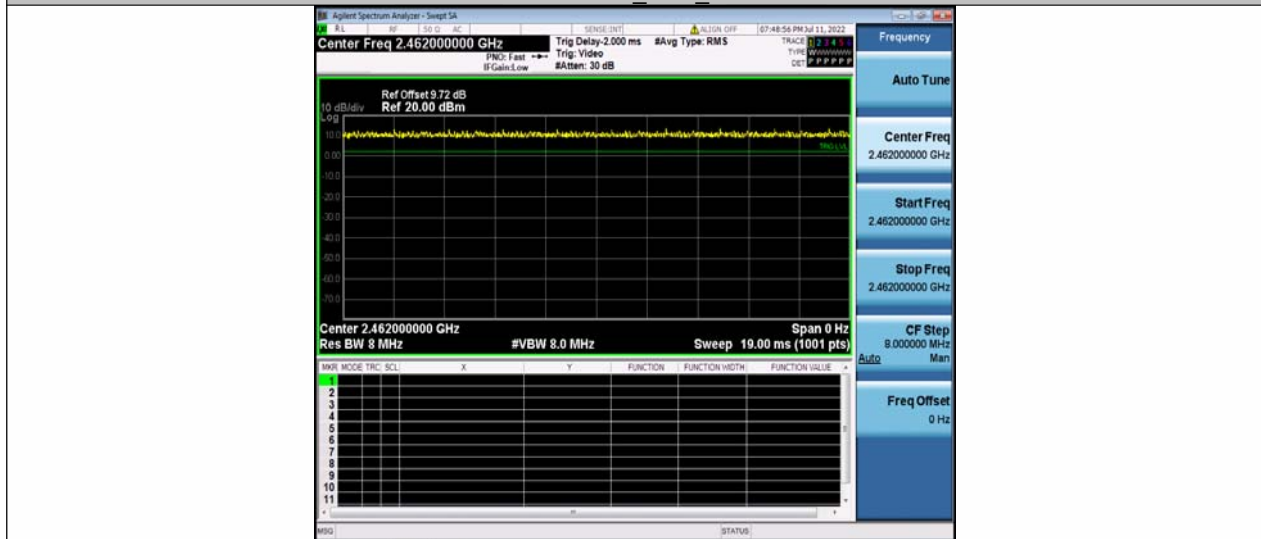 Agilent Spectrum Analyzer - Swept SA
RL RF 50 Ω AC SENSE:INT ALIGN OFF 07:48:56 PM Jul 11, 2022
Center Freq 2.462000000 GHz
PNO: Fast
IFGain:Low
Trig Delay-2.000 ms #Avg Type: RMS
Trig: Video
#Atten: 30 dB
TRACE 1 2 3 4 5 6
TYPE W
DET P P P P P P
Ref Offset 9.72 dB
10 dB/div Ref 20.00 dBm
Log
10.0
TRIG LVL
0.00
-10.0
-20.0
-30.0
-40.0
-50.0
-60.0
-70.0
Center 2.462000000 GHz Span 0 Hz
Res BW 8 MHz #VBW 8.0 MHz Sweep 19.00 ms (1001 pts)
MKR MODE TRC SCL X Y FUNCTION FUNCTION WIDTH FUNCTION VALUE
1
2
3
4
5
6
7
8
9
10
11
MSG STATUS
Frequency
Auto Tune
Center Freq
2.462000000 GHz
Start Freq
2.462000000 GHz
Stop Freq
2.462000000 GHz
CF Step
8.000000 MHz
Auto Man
Freq Offset
0 Hz